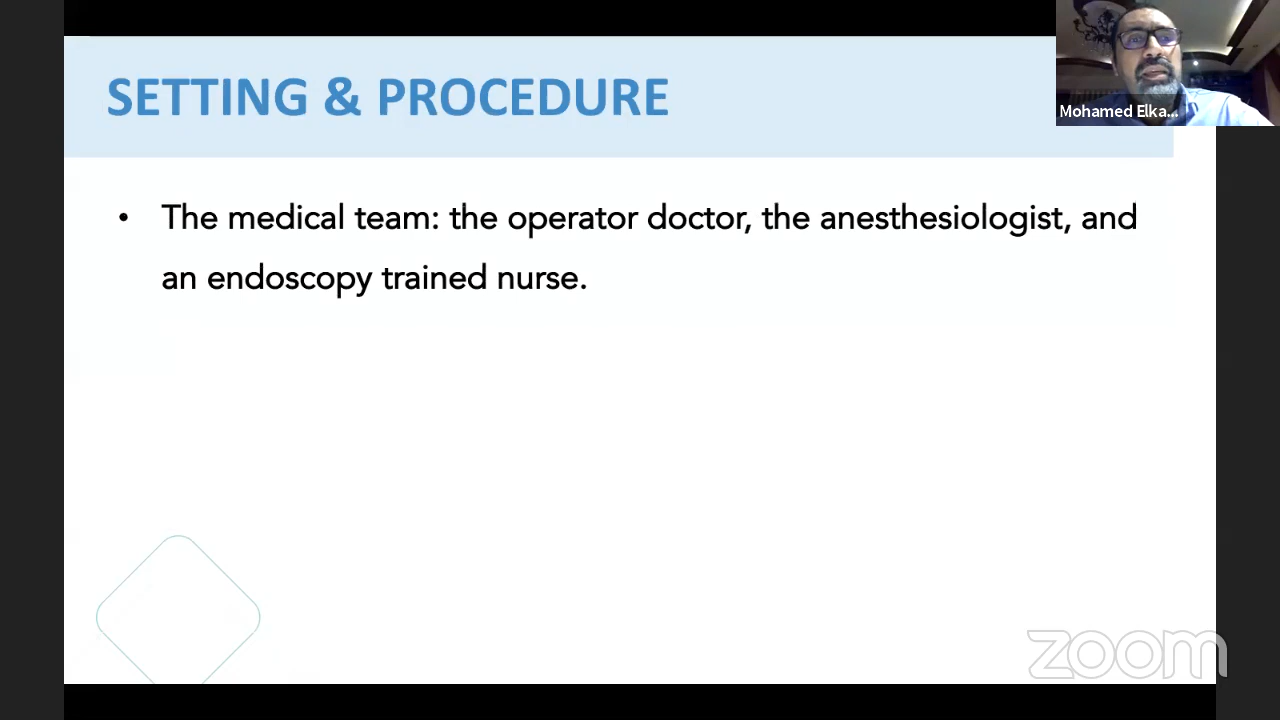 SETTING & PROCEDURE
Mohamed Elka...
• The medical team: the operator doctor, the anesthesiologist, and
an endoscopy trained nurse.
zoom